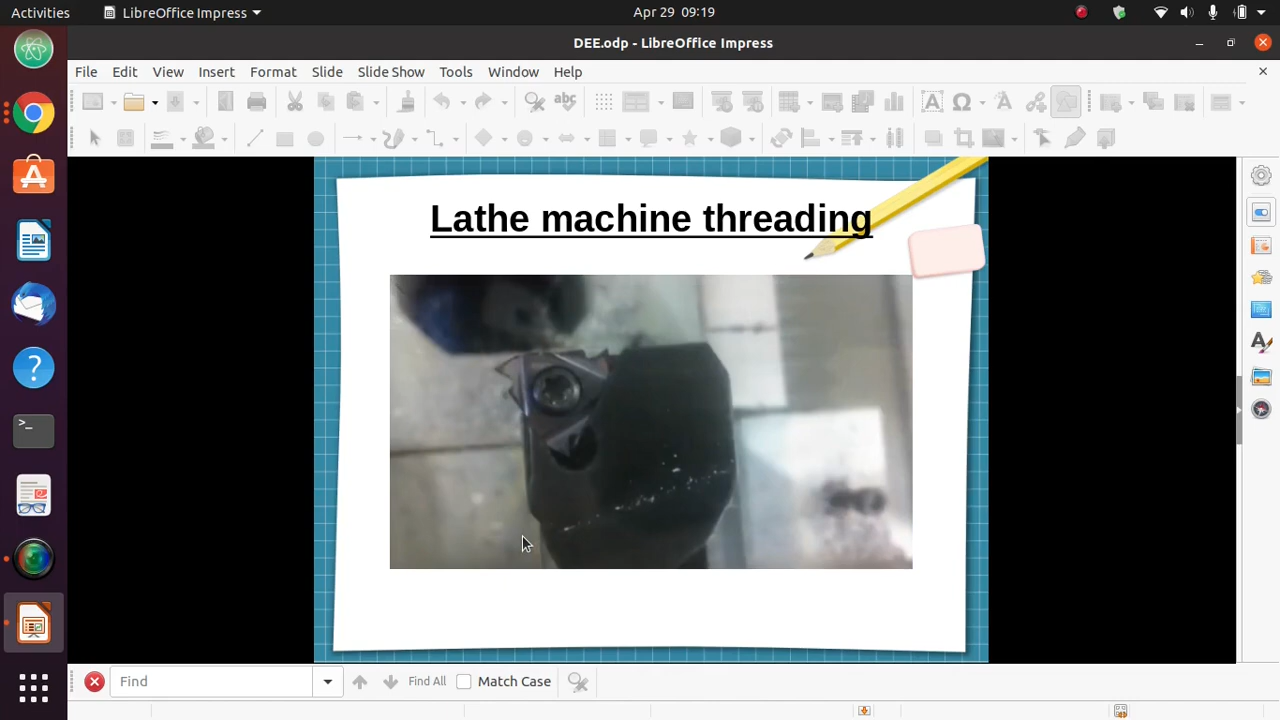 Activities
LibreOffice Impress
Apr 29 09:19
DEE.odp - LibreOffice Impress
File Edit View Insert Format Slide Slide Show Tools Window Help
Lathe machine threading
Find
Find All
Match Case